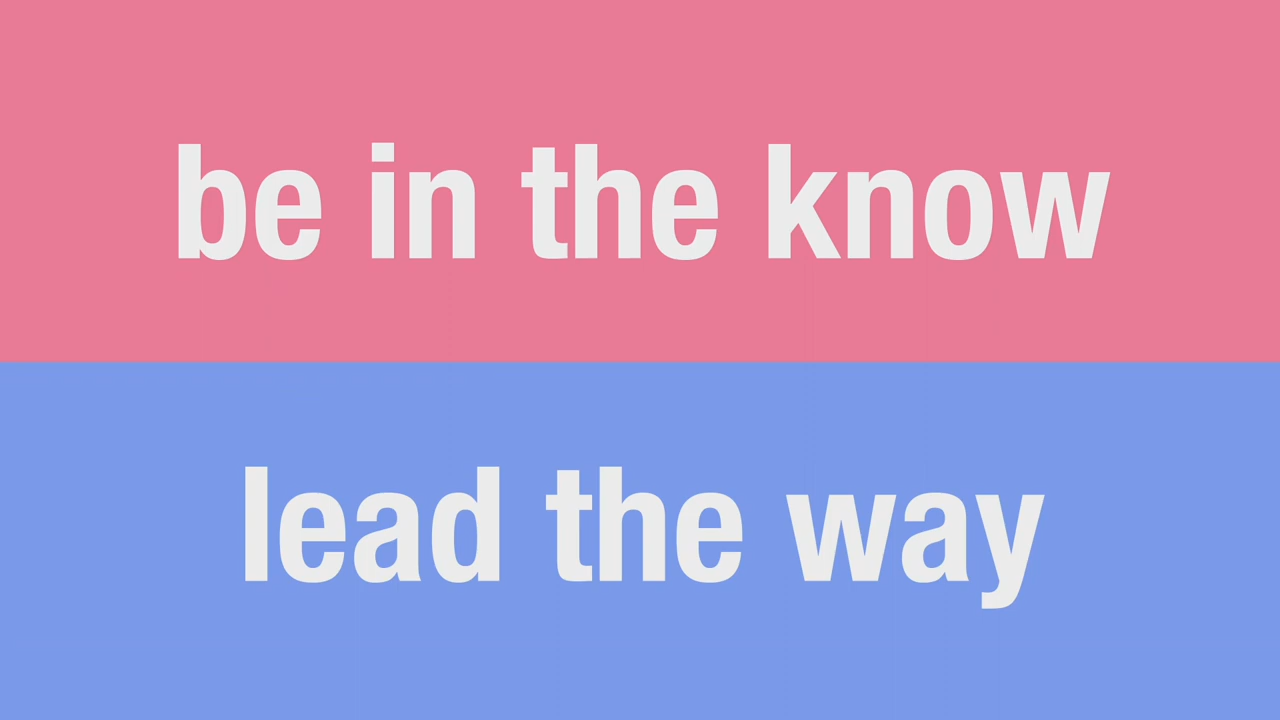 be in the know
lead the way